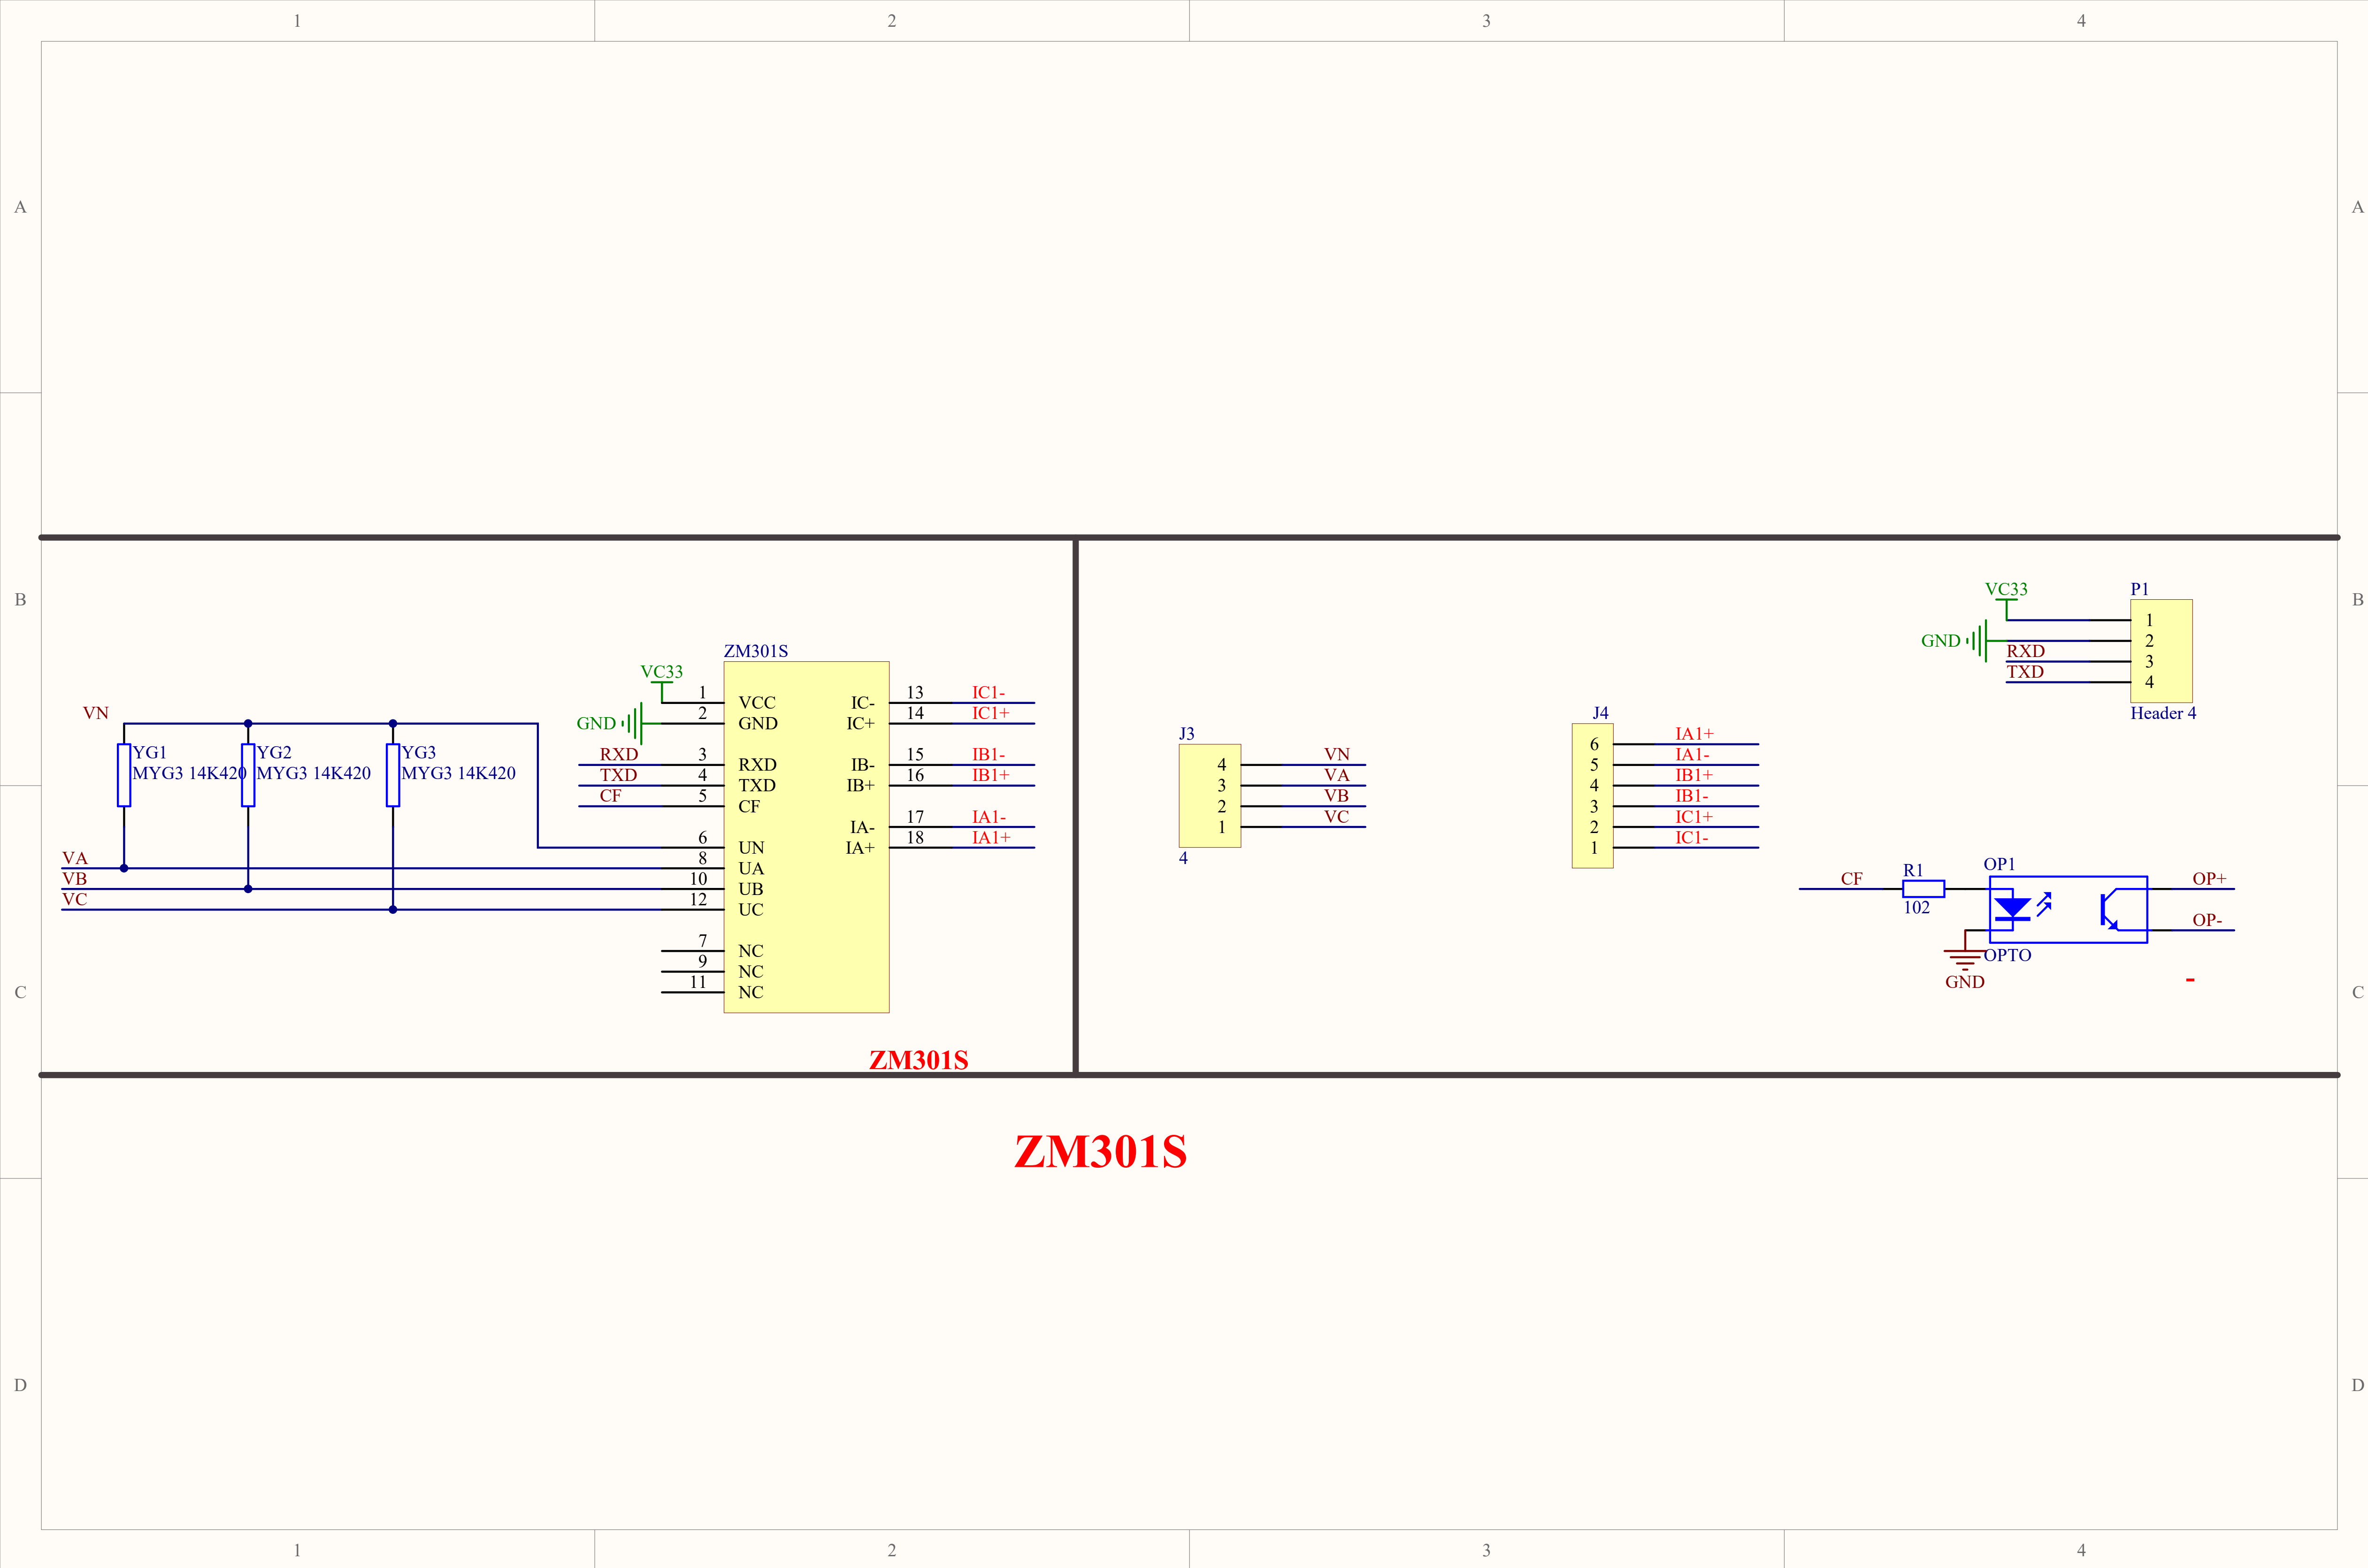 1 2 3 4
A A
B B
ZM301S
VC33
1 VCC IC- 13 IC1-
GND 2 GND IC+ 14 IC1+
RXD 3 RXD IB- 15 IB1-
TXD 4 TXD IB+ 16 IB1+
CF 5 CF
IA- 17 IA1-
6 UN IA+ 18 IA1+
8 UA
10 UB
12 UC
7 NC
9 NC
11 NC
VN
YG1
MYG3 14K420
YG2
MYG3 14K420
YG3
MYG3 14K420
VA
VB
VC
ZM301S
J3
4 VN
3 VA
2 VB
1 VC
4
J4
6 IA1+
5 IA1-
4 IB1+
3 IB1-
2 IC1+
1 IC1-
P1
VC33 1
GND 2
RXD 3
TXD 4
Header 4
CF R1 OP1 OP+
102
OP-
OPTO
GND
-
C C
ZM301S
D D
1 2 3 4